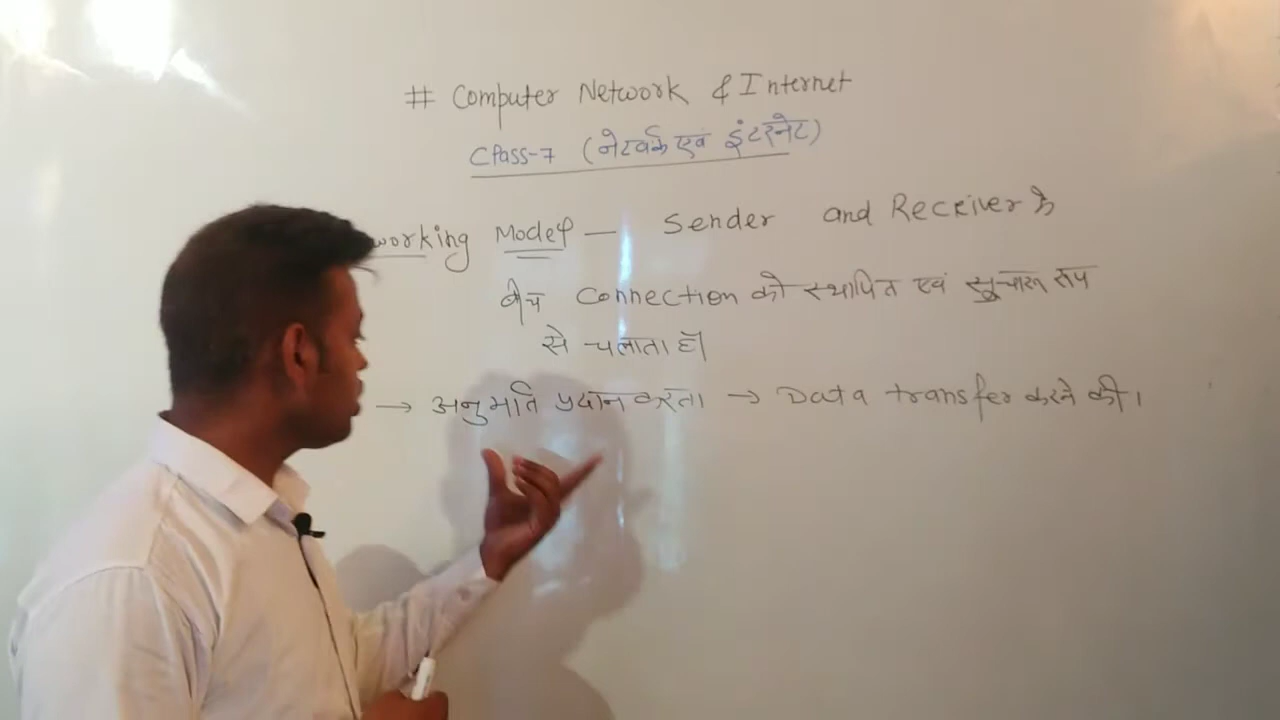 # Computer Network & Internet
Class-7 (नेटवर्क एवं इंटरनेट)
working Model — Sender and Receiver के
बीच Connection को स्थापित एवं सुचारू रूप
से चलाता है।
→ अनुमति प्रदान करता → Data transfer करने की।